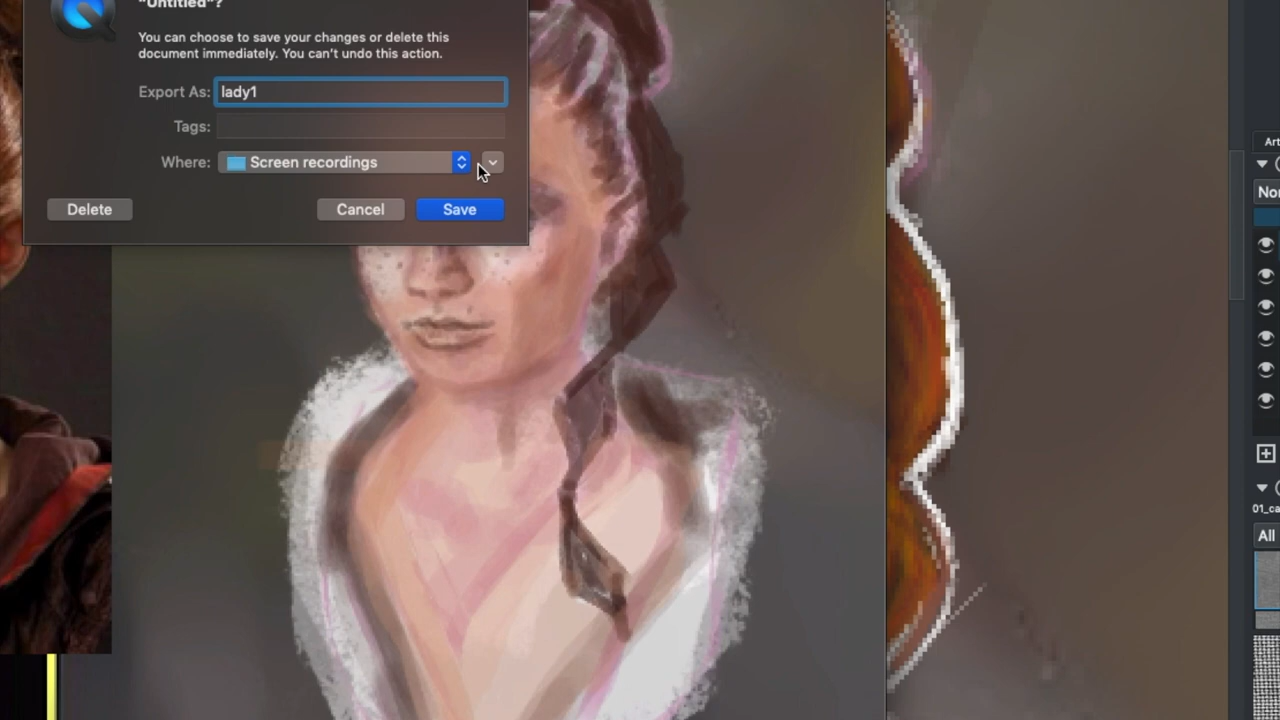 "Untitled"?
You can choose to save your changes or delete this
document immediately. You can't undo this action.
Export As: lady1
Tags:
Where: Screen recordings
Delete Cancel Save
All